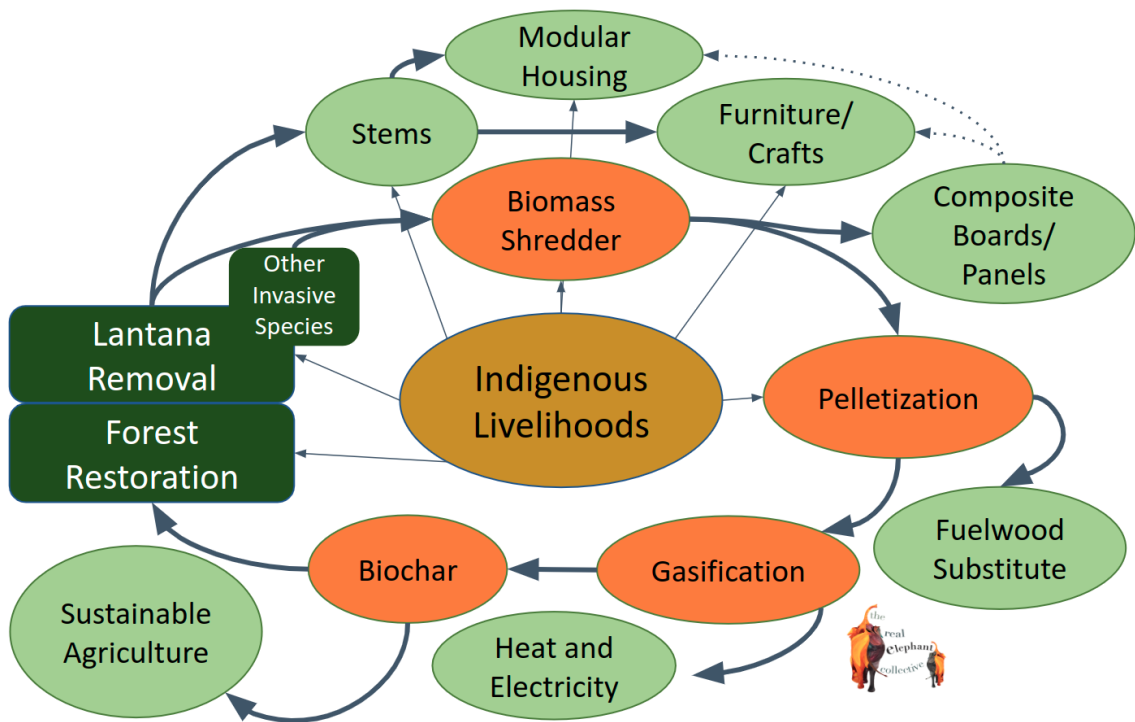 Modular
Housing
Stems
Furniture/
Crafts
Biomass
Shredder
Composite
Boards/
Panels
Other
Invasive
Species
Lantana
Removal
Indigenous
Livelihoods
Pelletization
Forest
Restoration
Fuelwood
Substitute
Biochar
Gasification
Sustainable
Agriculture
Heat and
Electricity
the
real
elephant
collective